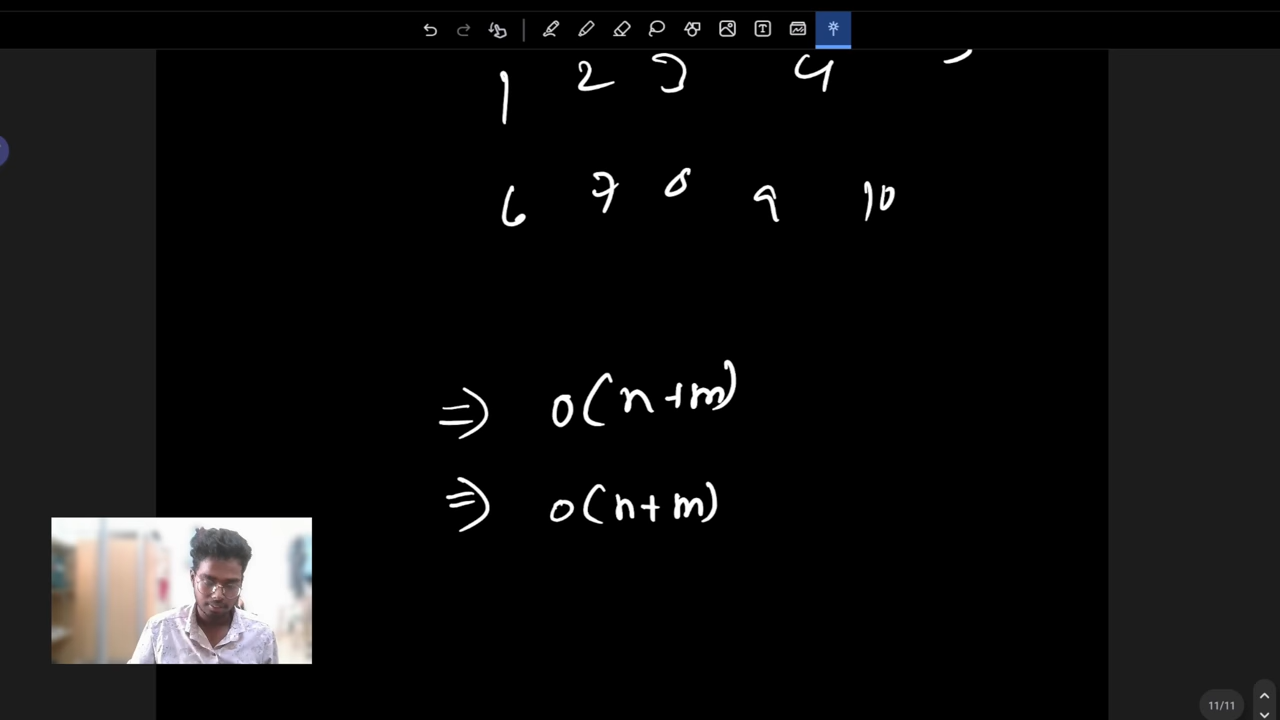 1 2 3 4
6 7 8 9 10
=> O(n+m)
=> O(n+m)
11/11